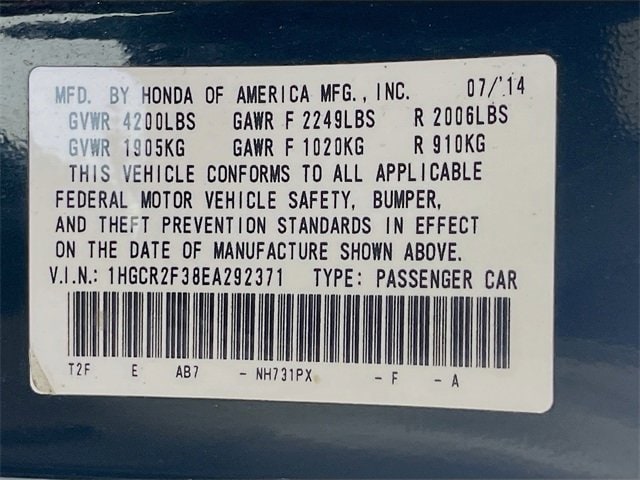 MFD. BY HONDA OF AMERICA MFG., INC. 07/'14
GVWR 4200LBS GAWR F 2249LBS R 2006LBS
GVWR 1905KG GAWR F 1020KG R 910KG
THIS VEHICLE CONFORMS TO ALL APPLICABLE
FEDERAL MOTOR VEHICLE SAFETY, BUMPER,
AND THEFT PREVENTION STANDARDS IN EFFECT
ON THE DATE OF MANUFACTURE SHOWN ABOVE.
V.I.N.: 1HGCR2F38EA292371 TYPE: PASSENGER CAR
T2F E AB7 - NH731PX - F - A